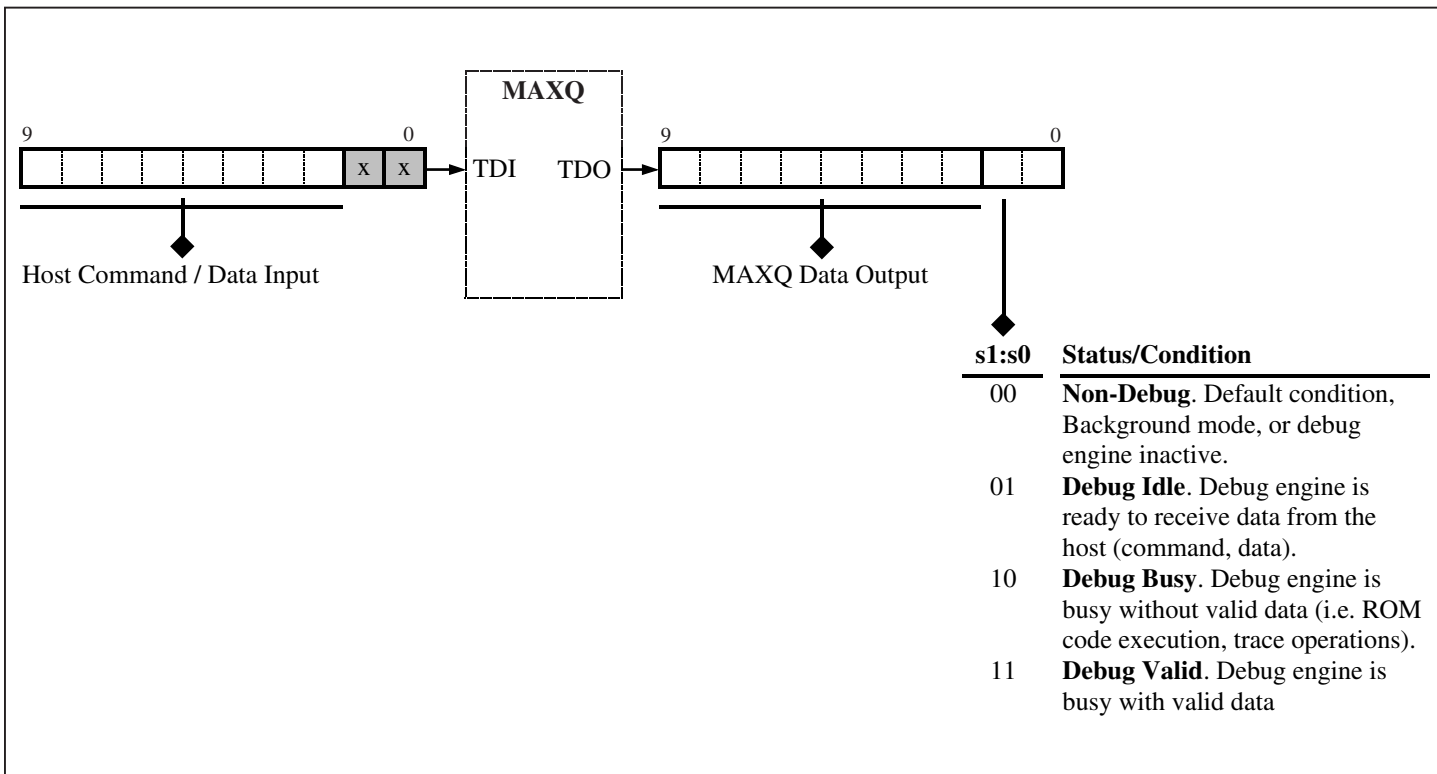 MAXQ
9 0
x x
TDI TDO
9 0
Host Command / Data Input
MAXQ Data Output
s1:s0 Status/Condition
00 Non-Debug. Default condition,
Background mode, or debug
engine inactive.
01 Debug Idle. Debug engine is
ready to receive data from the
host (command, data).
10 Debug Busy. Debug engine is
busy without valid data (i.e. ROM
code execution, trace operations).
11 Debug Valid. Debug engine is
busy with valid data